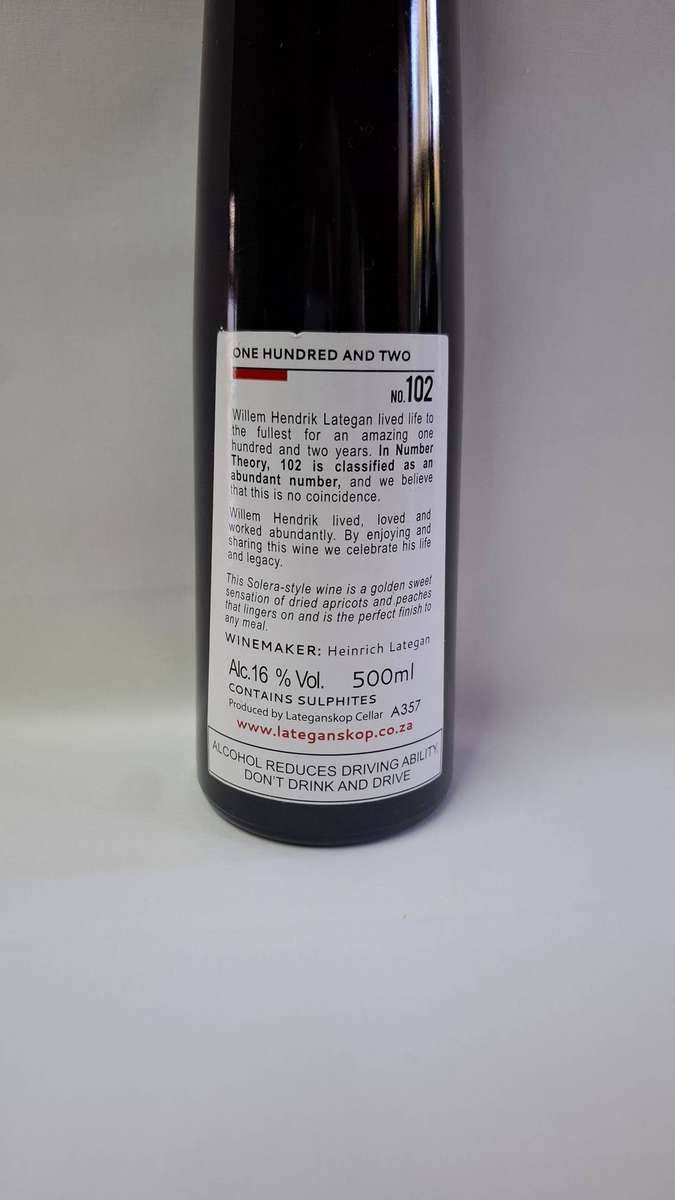 ONE HUNDRED AND TWO
NO.102
Willem Hendrik Lategan lived life to
the fullest for an amazing one
hundred and two years. In Number
Theory, 102 is classified as an
abundant number, and we believe
that this is no coincidence.
Willem Hendrik lived, loved and
worked abundantly. By enjoying and
sharing this wine we celebrate his life
and legacy.
This Solera-style wine is a golden sweet
sensation of dried apricots and peaches
that lingers on and is the perfect finish to
any meal.
WINEMAKER: Heinrich Lategan
Alc.16 % Vol. 500ml
CONTAINS SULPHITES
Produced by Lateganskop Cellar A357
www.lateganskop.co.za
ALCOHOL REDUCES DRIVING ABILITY,
DON'T DRINK AND DRIVE